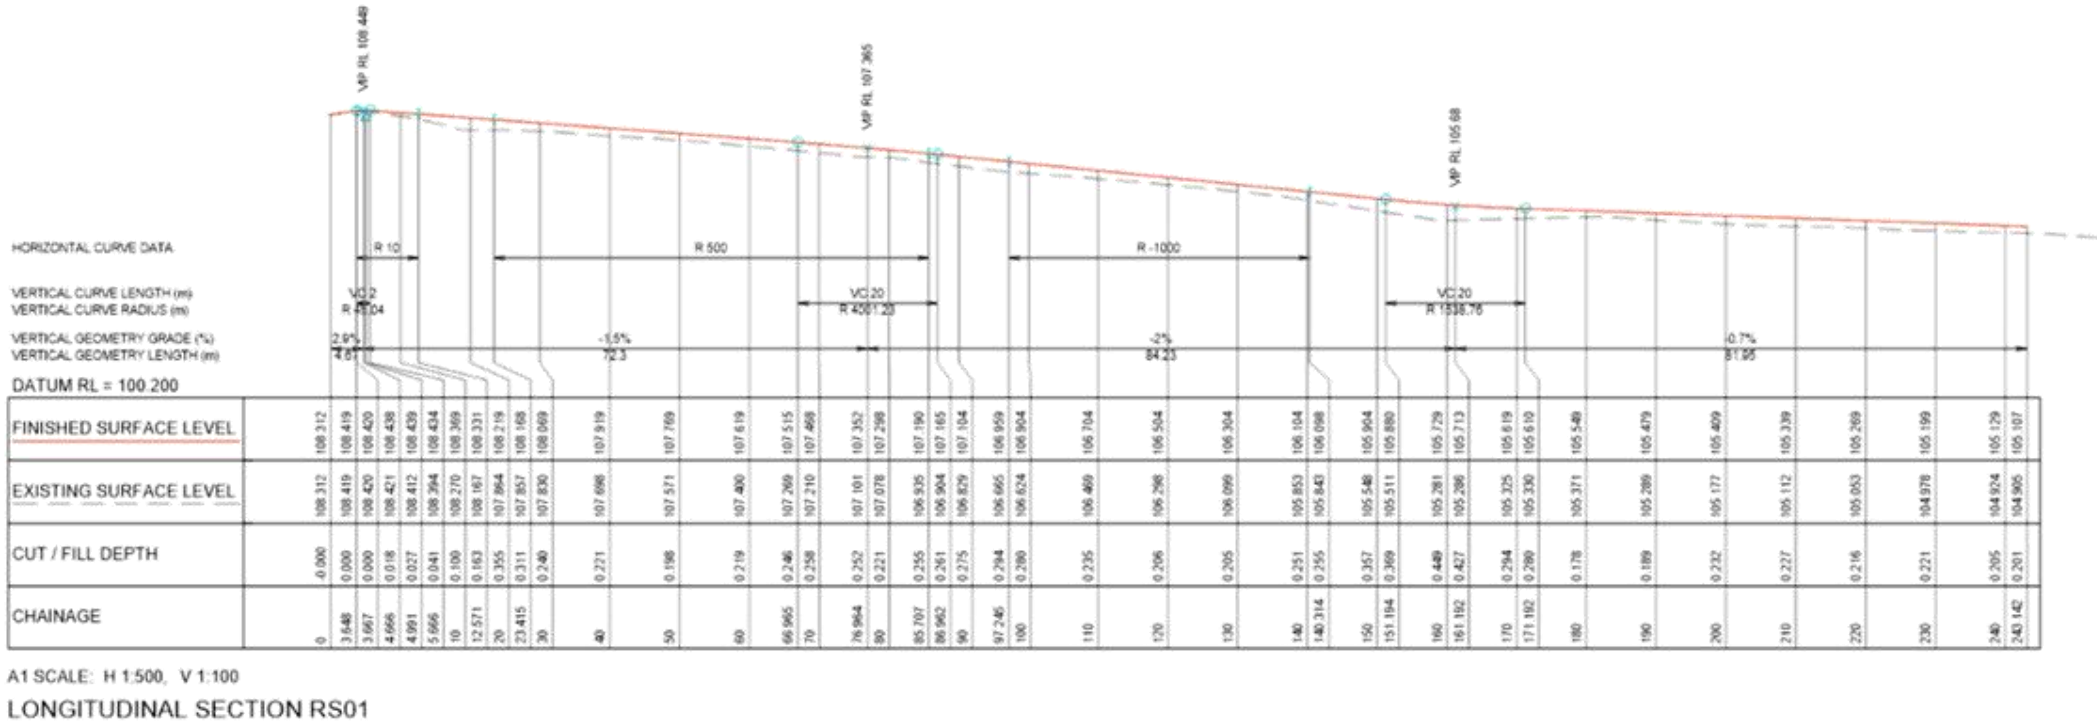 VIP RL 108.449
VIP RL 107.365
VIP RL 105.68
HORIZONTAL CURVE DATA
R 10
R 500
R -1000
VERTICAL CURVE LENGTH (m)
VC 2
VC 20
VC 20
VERTICAL CURVE RADIUS (m)
R 4001.23
VERTICAL GEOMETRY GRADE (%)
2.9%
-1.5%
-2%
-0.7%
VERTICAL GEOMETRY LENGTH (m)
4.67
72.3
84.23
81.95
DATUM RL = 100.200
FINISHED SURFACE LEVEL 108.312 108.419 108.420 108.438 108.439 108.434 108.369 108.331 108.219 108.168 108.069 107.919 107.769 107.619 107.515 107.468 107.352 107.298 107.190 107.165 107.104 106.959 106.904 106.704 106.504 106.304 106.104 106.098 105.904 105.880 105.729 105.713 105.619 105.610 105.549 105.479 105.409 105.339 105.269 105.199 105.129 105.107
EXISTING SURFACE LEVEL 108.312 108.419 108.420 108.421 108.412 108.394 108.270 108.167 107.864 107.857 107.830 107.698 107.571 107.400 107.269 107.210 107.101 107.078 106.935 106.904 106.829 106.665 106.624 106.469 106.298 106.099 105.853 105.843 105.548 105.511 105.281 105.286 105.325 105.330 105.371 105.289 105.177 105.112 105.053 104.978 104.924 104.905
CUT / FILL DEPTH -0.000 0.000 0.000 0.018 0.027 0.041 0.100 0.163 0.355 0.311 0.240 0.221 0.198 0.219 0.246 0.258 0.252 0.221 0.255 0.261 0.275 0.294 0.280 0.235 0.206 0.205 0.251 0.255 0.357 0.369 0.449 0.427 0.294 0.280 0.178 0.189 0.232 0.227 0.216 0.221 0.205 0.201
CHAINAGE 0 3.648 3.667 4.666 4.991 5.666 10 12.571 20 23.415 30 40 50 60 66.965 70 76.964 80 85.707 86.962 90 97.245 100 110 120 130 140 140.314 150 151.194 160 161.192 170 171.192 180 190 200 210 220 230 240 243.142
A1 SCALE: H 1:500, V 1:100
LONGITUDINAL SECTION RS01